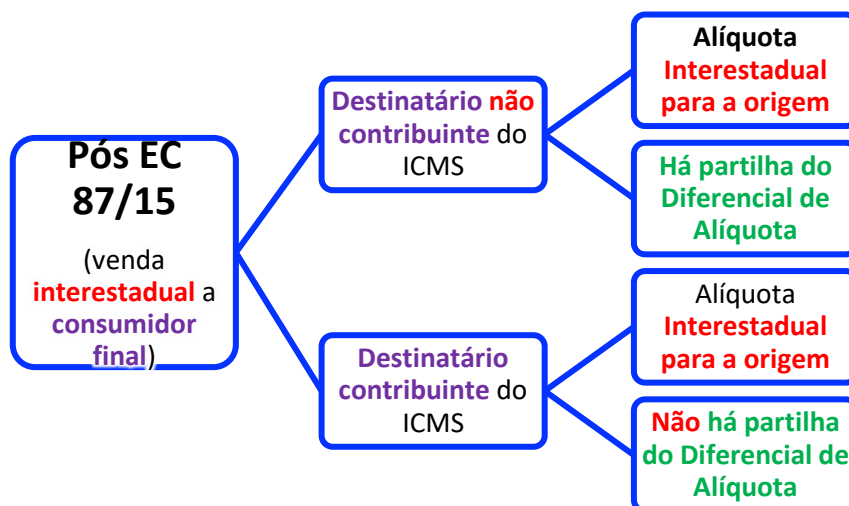 Pós EC
87/15
(venda
interestadual a
consumidor
final)
Destinatário não
contribuinte do
ICMS
Alíquota
Interestadual
para a origem
Há partilha do
Diferencial de
Alíquota
Destinatário
contribuinte do
ICMS
Alíquota
Interestadual
para a origem
Não há partilha
do Diferencial de
Alíquota